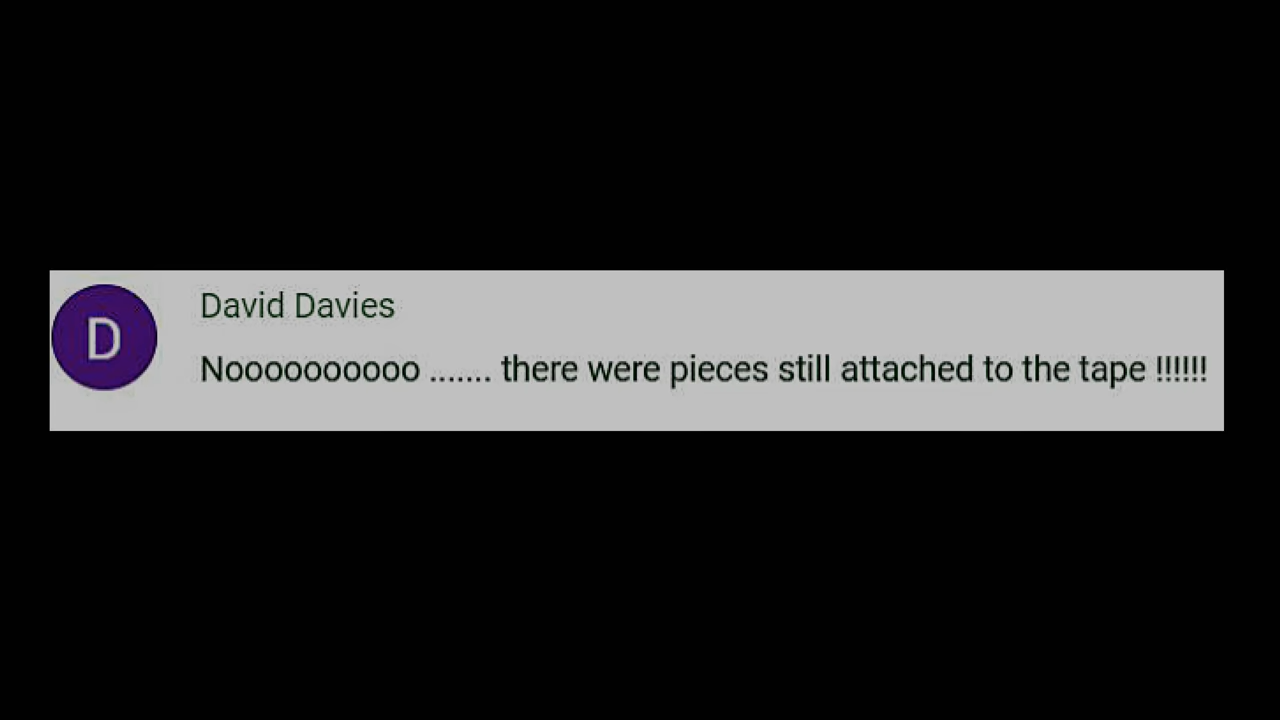 D
David Davies
Noooooooooo ....... there were pieces still attached to the tape !!!!!!